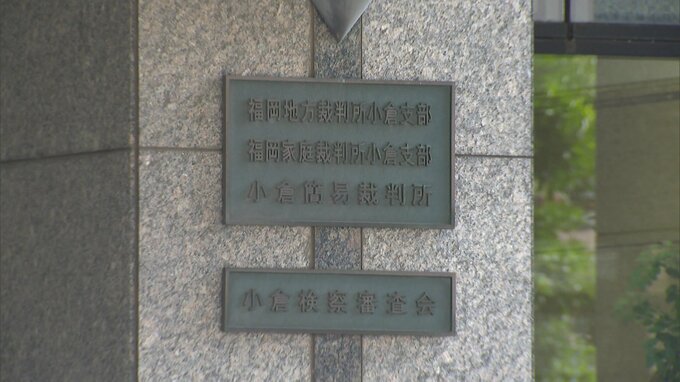 福岡地方裁判所小倉支部
福岡家庭裁判所小倉支部
小倉簡易裁判所
小倉検察審査会